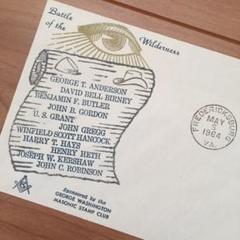 Battle of the Wilderness
GEORGE T. ANDERSON
DAVID BELL BIRNEY
BENJAMIN F. BUTLER
JOHN B. GORDON
U. S. GRANT
JOHN GREGG
WINFIELD SCOTT HANCOCK
HARRY T. HAYS
HENRY HETH
JOSEPH W. KERSHAW
JOHN C. ROBINSON
Sponsored by the
GEORGE WASHINGTON
MASONIC STAMP CLUB
FREDERICKSBURG
MAY
5
1964
VA.